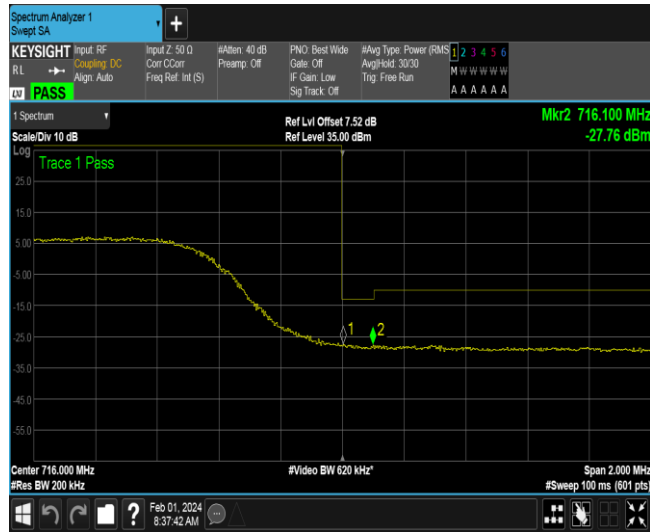 Spectrum Analyzer 1
Swept SA
KEYSIGHT
RL
LXI PASS
Input: RF
Coupling: DC
Align: Auto
Input Z: 50 Ω
Corr CCorr
Freq Ref: Int (S)
#Atten: 40 dB
Preamp: Off
PNO: Best Wide
Gate: Off
IF Gain: Low
Sig Track: Off
#Avg Type: Power (RMS
Avg|Hold: 30/30
Trig: Free Run
1 2 3 4 5 6
M W W W W W
A A A A A A
1 Spectrum
Scale/Div 10 dB
Ref Lvl Offset 7.52 dB
Ref Level 35.00 dBm
Mkr2 716.100 MHz
-27.76 dBm
Log
Trace 1 Pass
25.0
15.0
5.00
-5.00
-15.0
-25.0
-35.0
-45.0
-55.0
1
2
Center 716.000 MHz
#Res BW 200 kHz
#Video BW 620 kHz*
Span 2.000 MHz
#Sweep 100 ms (601 pts)
?
Feb 01, 2024
8:37:42 AM